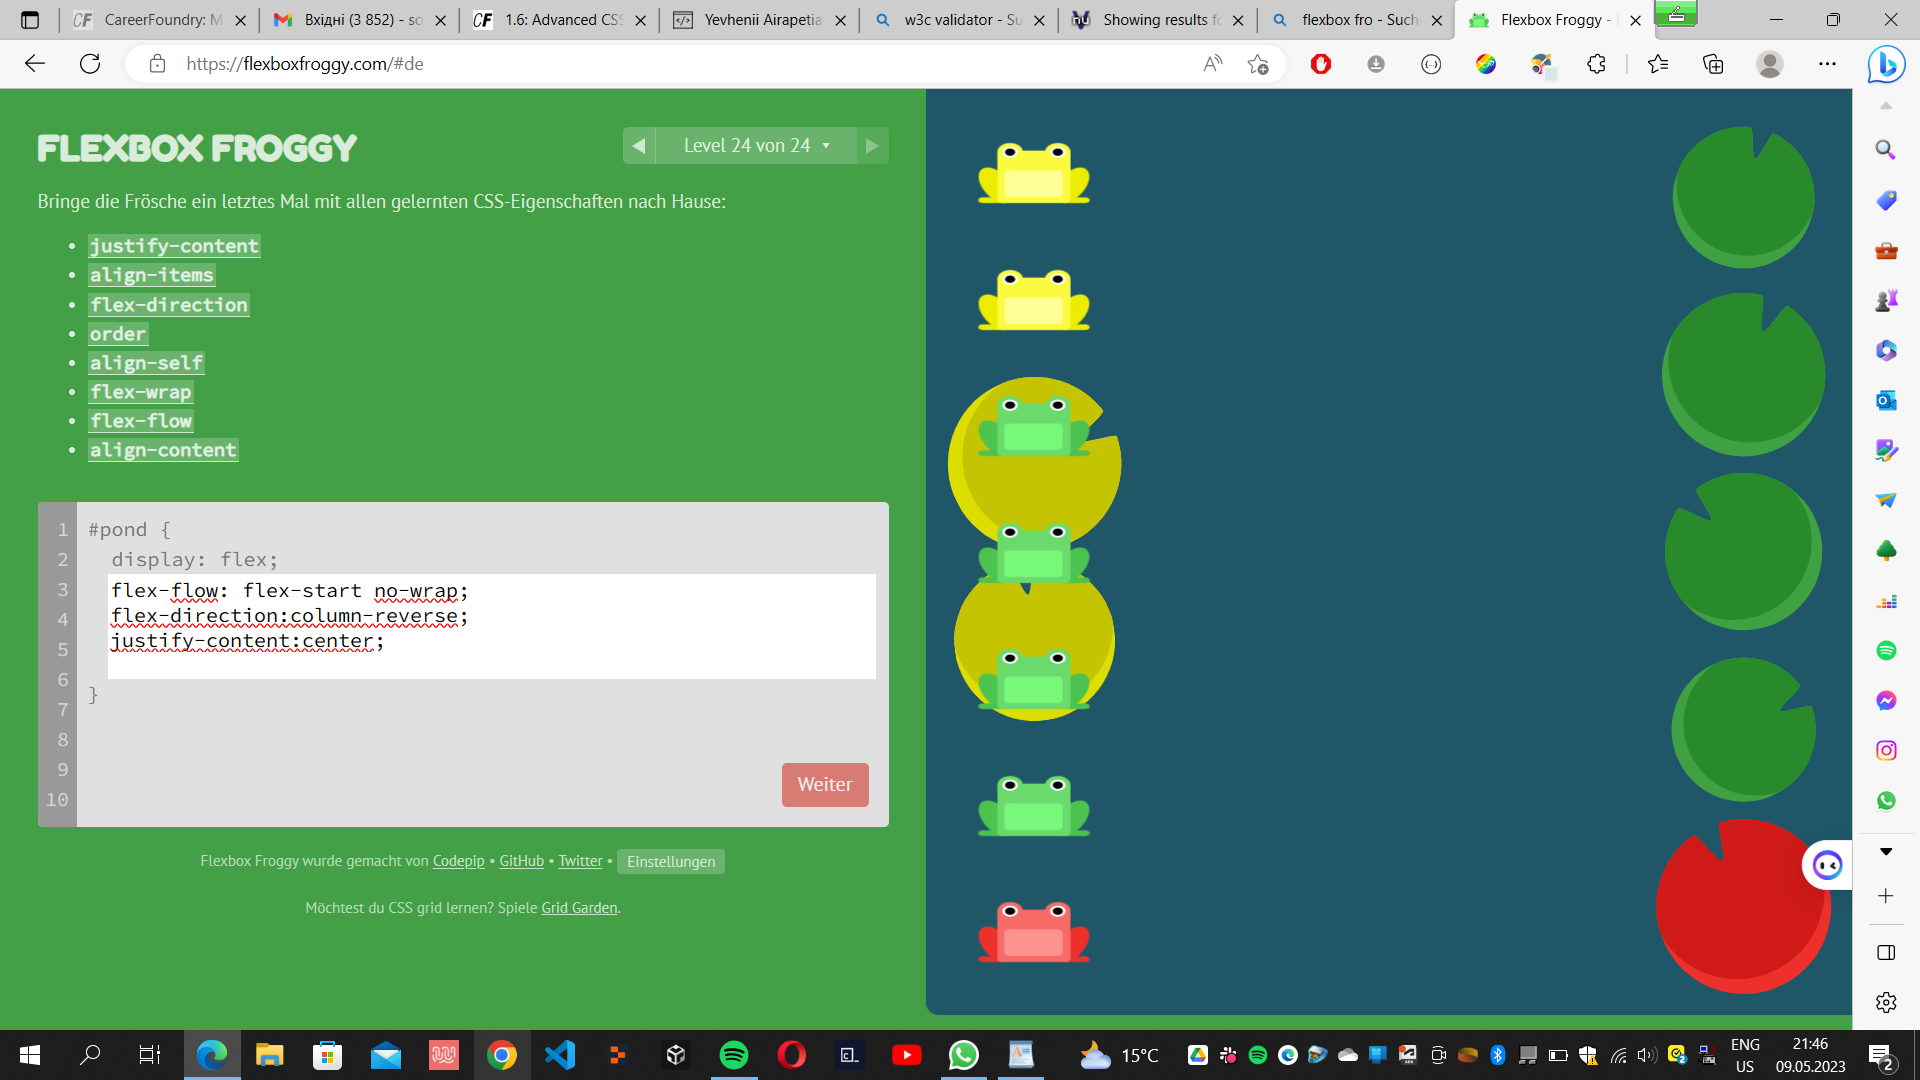 CareerFoundry: M
Вхідні (3 852) - so
1.6: Advanced CSS
Yevhenii Airapetia
w3c validator - Su
Showing results fo
flexbox fro - Such
Flexbox Froggy -
https://flexboxfroggy.com/#de
FLEXBOX FROGGY
Level 24 von 24
Bringe die Frösche ein letztes Mal mit allen gelernten CSS-Eigenschaften nach Hause:
justify-content
align-items
flex-direction
order
align-self
flex-wrap
flex-flow
align-content
1 #pond {
2 display: flex;
3 flex-flow: flex-start no-wrap;
4 flex-direction:column-reverse;
5 justify-content:center;
6 }
7
8
9
10
Weiter
Flexbox Froggy wurde gemacht von Codepip • GitHub • Twitter • Einstellungen
Möchtest du CSS grid lernen? Spiele Grid Garden.
15°C
ENG
US
21:46
09.05.2023
2